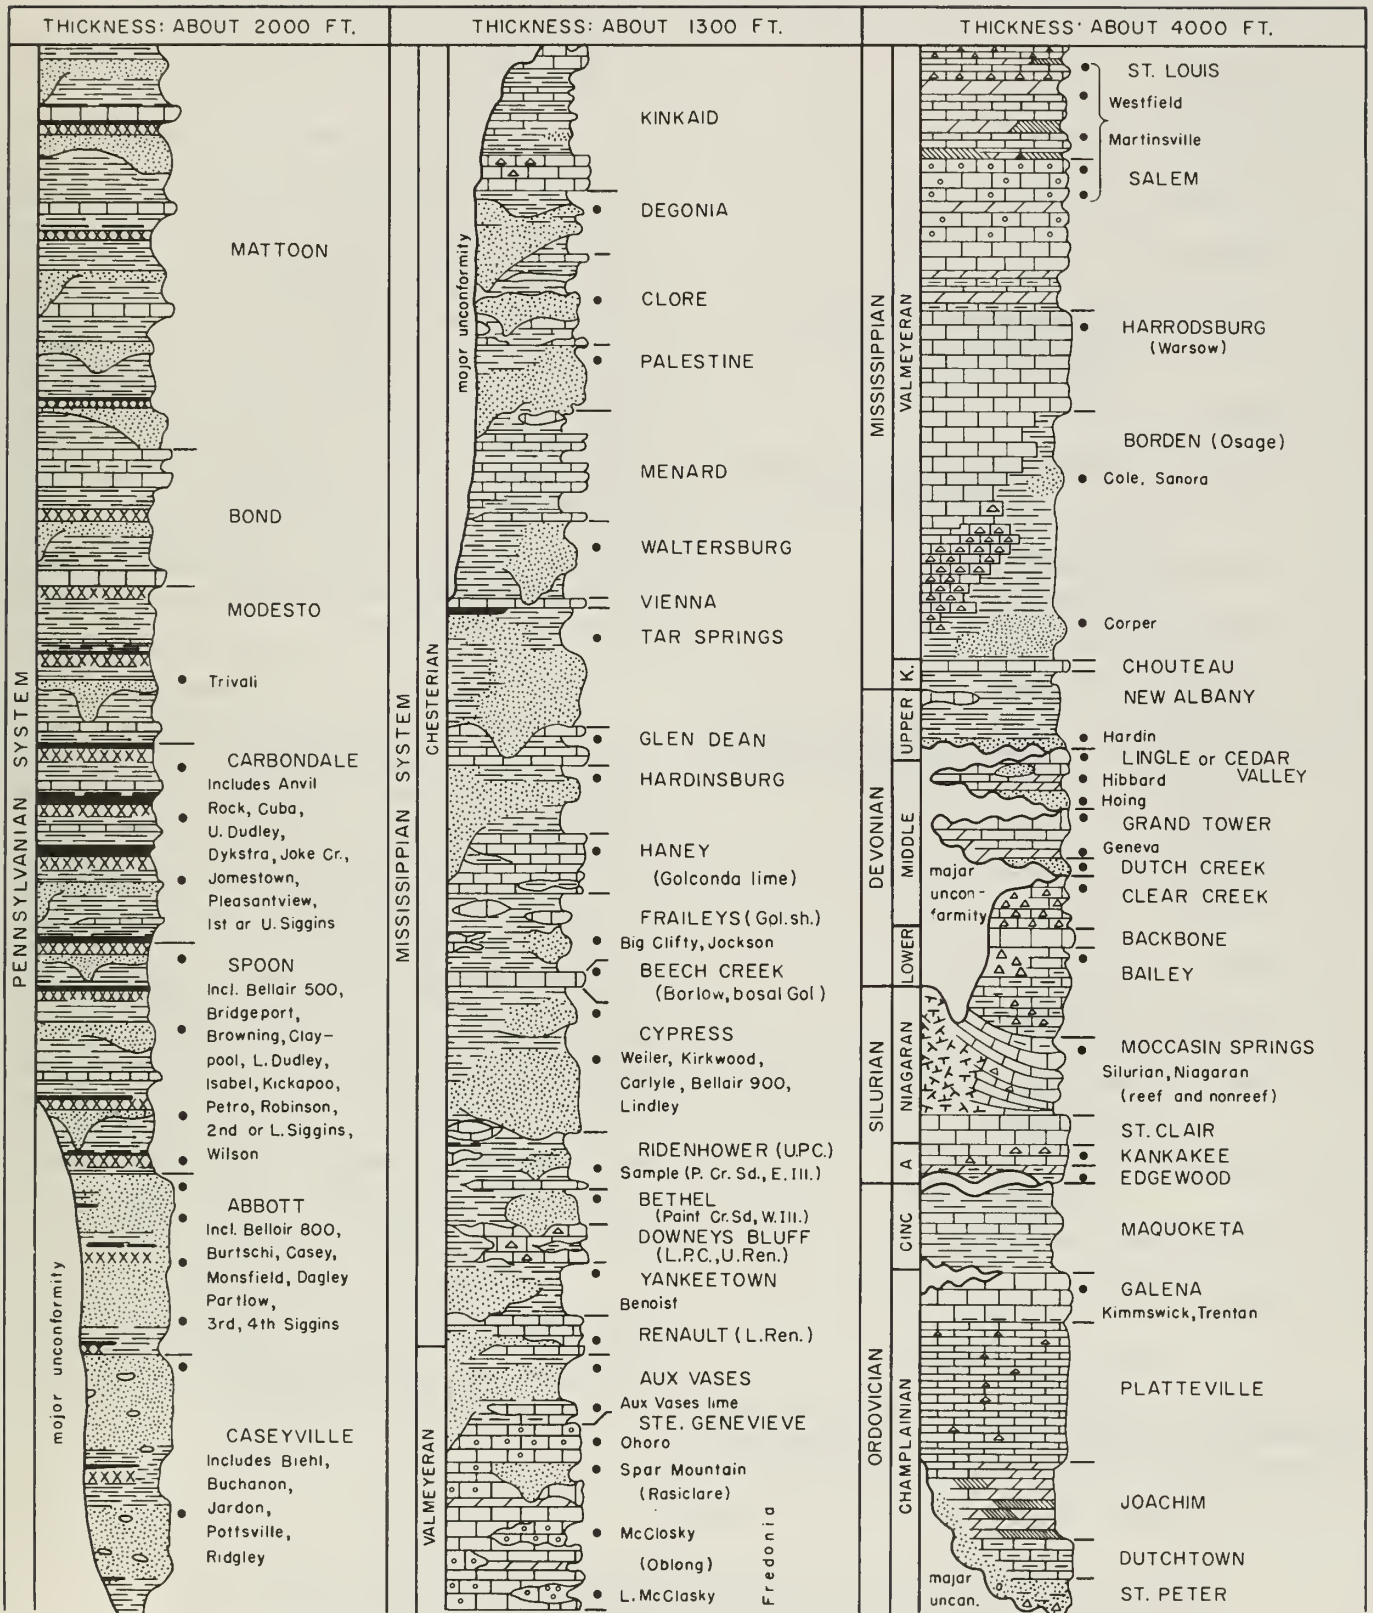 THICKNESS: ABOUT 2000 FT.
PENNSYLVANIAN SYSTEM
major unconformity
MATTOON
BOND
MODESTO
Trivali
CARBONDALE
Includes Anvil
Rock, Cuba,
U. Dudley,
Dykstra, Joke Cr.,
Jomestown,
Pleasantview,
1st ar U. Siggins
SPOON
Incl. Bellair 500,
Bridgeport,
Browning, Clay-
pool, L. Dudley,
Isabel, Kickapoo,
Petro, Robinson,
2nd or L. Siggins,
Wilson
ABBOTT
Incl. Belloir 800,
Burtschi, Casey,
Monsfield, Dagley
Partlow,
3rd, 4th Siggins
CASEYVILLE
Includes Biehl,
Buchanon,
Jardon,
Pottsville,
Ridgley
THICKNESS: ABOUT 1300 FT.
MISSISSIPPIAN SYSTEM
CHESTERIAN
VALMEYERAN
major unconformity
KINKAID
DEGONIA
CLORE
PALESTINE
MENARD
WALTERSBURG
VIENNA
TAR SPRINGS
GLEN DEAN
HARDINSBURG
HANEY
(Golconda lime)
FRAILEYS (Gol.sh.)
Big Clifty, Jockson
BEECH CREEK
(Borlow, bosal Gol)
CYPRESS
Weiler, Kirkwood,
Carlyle, Bellair 900,
Lindley
RIDENHOWER (U.P.C.)
Sample (P. Cr. Sd., E. Ill.)
BETHEL
(Paint Cr. Sd, W. Ill.)
DOWNEYS BLUFF
(L.P.C., U. Ren.)
YANKEETOWN
Benoist
RENAULT (L. Ren.)
AUX VASES
Aux Vases lime
STE. GENEVIEVE
Ohoro
Spar Mountain
(Rasiclare)
McClosky
(Oblong)
L. McClasky
Fredonia
THICKNESS: ABOUT 4000 FT.
MISSISSIPPIAN
VALMEYERAN
K.
DEVONIAN
UPPER
MIDDLE
LOWER
SILURIAN
NIAGARAN
A
ORDOVICIAN
CINC
CHAMPLAINIAN
ST. LOUIS
Westfield
Martinsville
SALEM
HARRODSBURG
(Warsow)
BORDEN (Osage)
Cole, Sanora
Corper
CHOUTEAU
NEW ALBANY
Hardin
LINGLE or CEDAR
VALLEY
Hibbard
Hoing
GRAND TOWER
Geneva
DUTCH CREEK
majar
uncon-
farmity
CLEAR CREEK
BACKBONE
BAILEY
MOCCASIN SPRINGS
Silurian, Niagaran
(reef and nonreef)
ST. CLAIR
KANKAKEE
EDGEWOOD
MAQUOKETA
GALENA
Kimmswick, Trentan
PLATTEVILLE
JOACHIM
DUTCHTOWN
majar
uncan.
ST. PETER